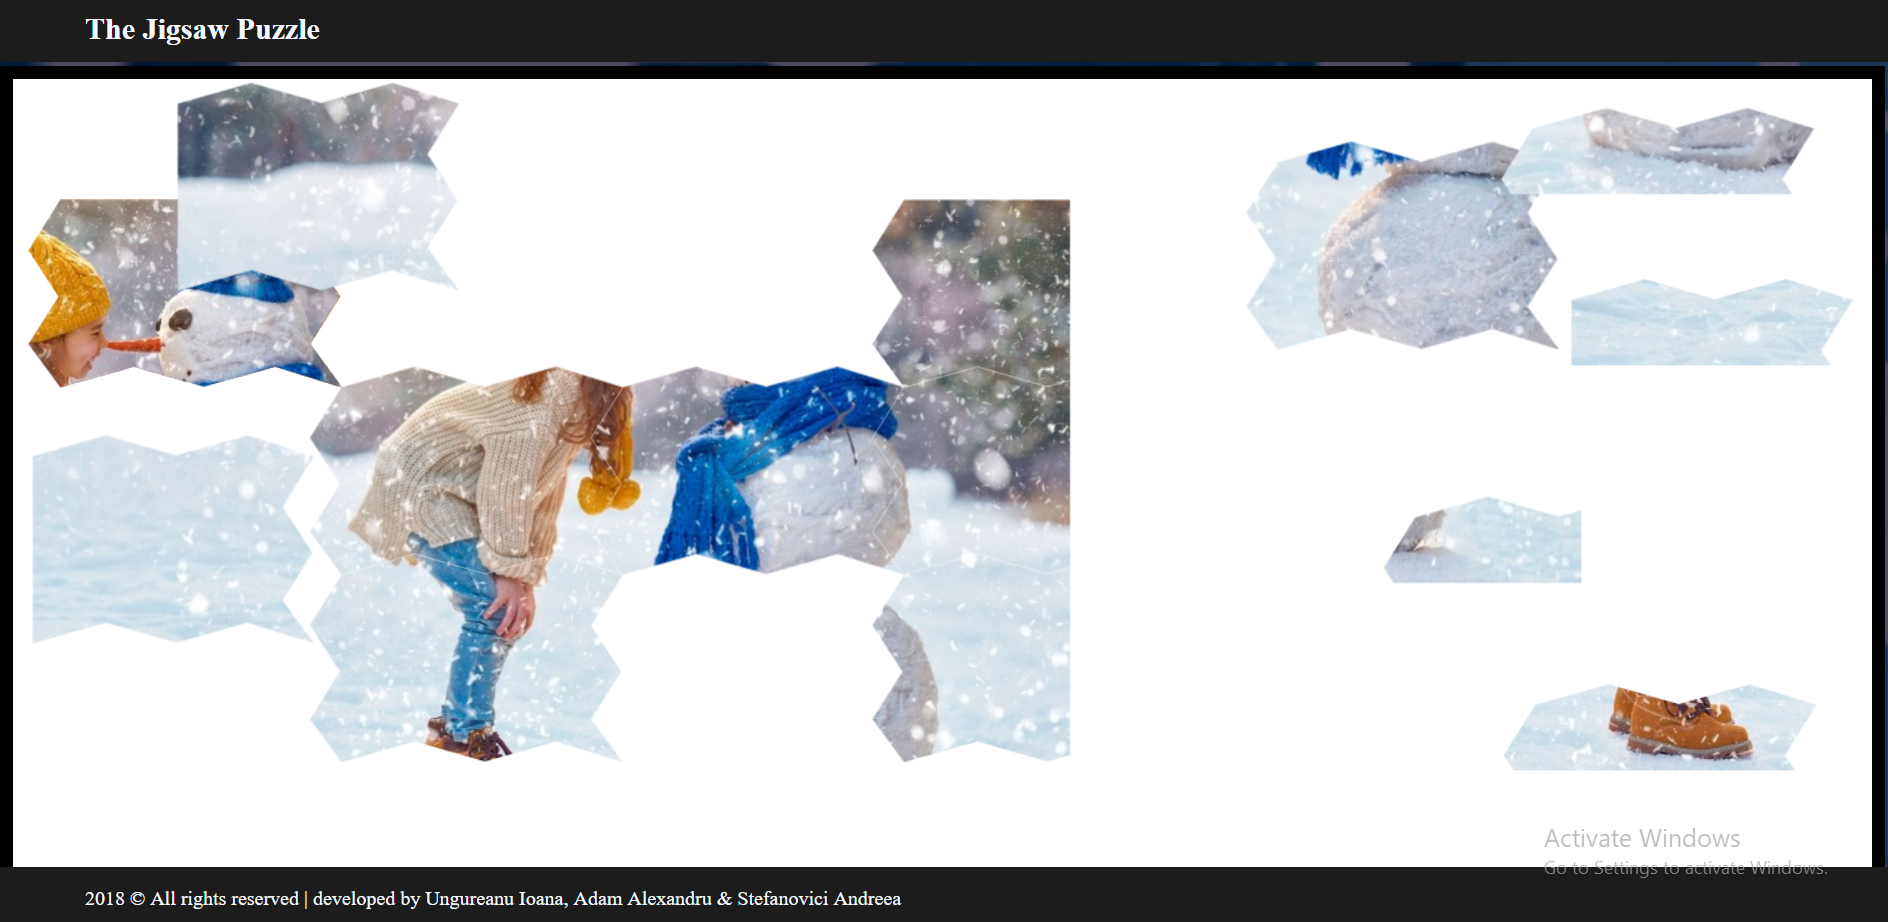 The Jigsaw Puzzle
Activate Windows
Go to Settings to activate Windows.
2018 © All rights reserved | developed by Ungureanu Ioana, Adam Alexandru & Stefanovici Andreea